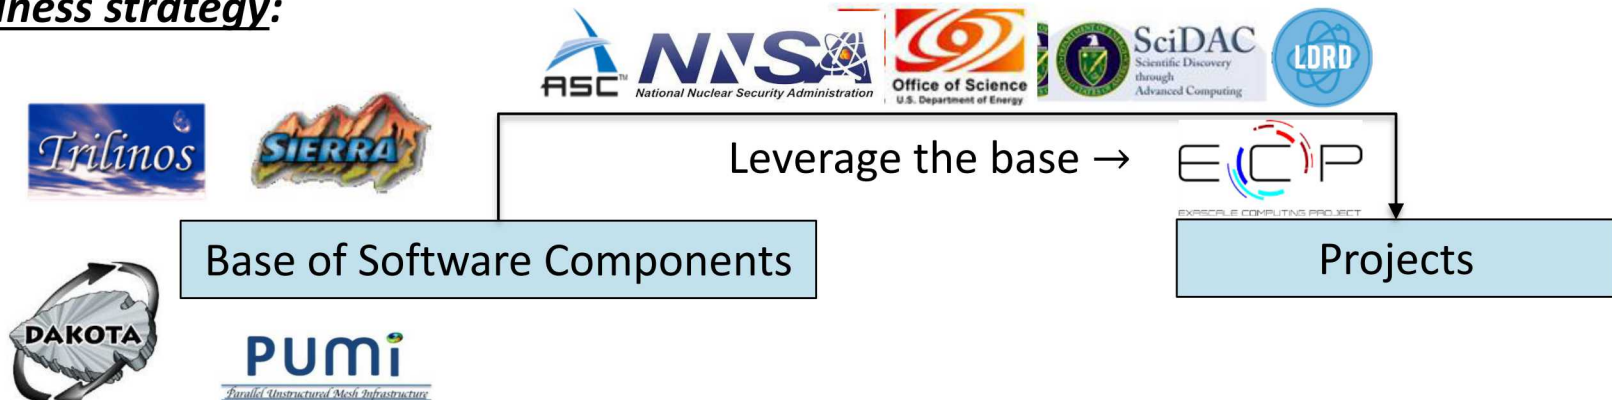 iness strategy:
ASC™
NNSA
National Nuclear Security Administration
Office of Science
U.S. Department of Energy
SciDAC
Scientific Discovery
through
Advanced Computing
LDRD
Trilinos
SIERRA
Leverage the base →
ECP
EXASCALE COMPUTING PROJECT
Base of Software Components
Projects
DAKOTA
PUMi
Parallel Unstructured Mesh Infrastructure